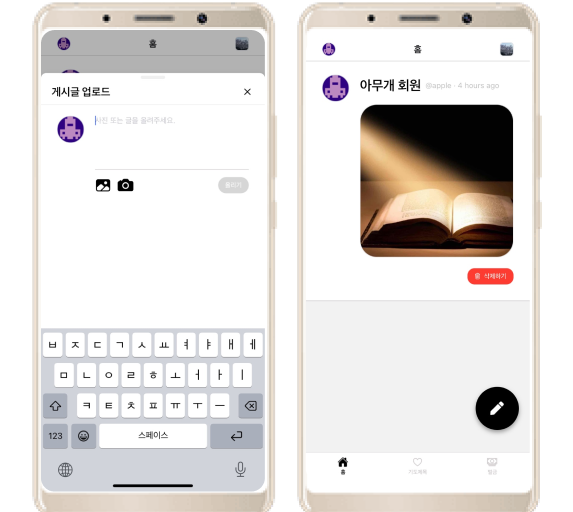 홈
게시글 업로드
사진 또는 글을 올려주세요.
올리기
ㅂ ㅈ ㄷ ㄱ ㅅ ㅛ ㅕ ㅑ ㅐ ㅔ
ㅁ ㄴ ㅇ ㄹ ㅎ ㅗ ㅓ ㅏ ㅣ
ㅋ ㅌ ㅊ ㅍ ㅠ ㅜ ㅡ
123 스페이스
홈
아무개 회원 @apple · 4 hours ago
삭제하기
홈 기도제목